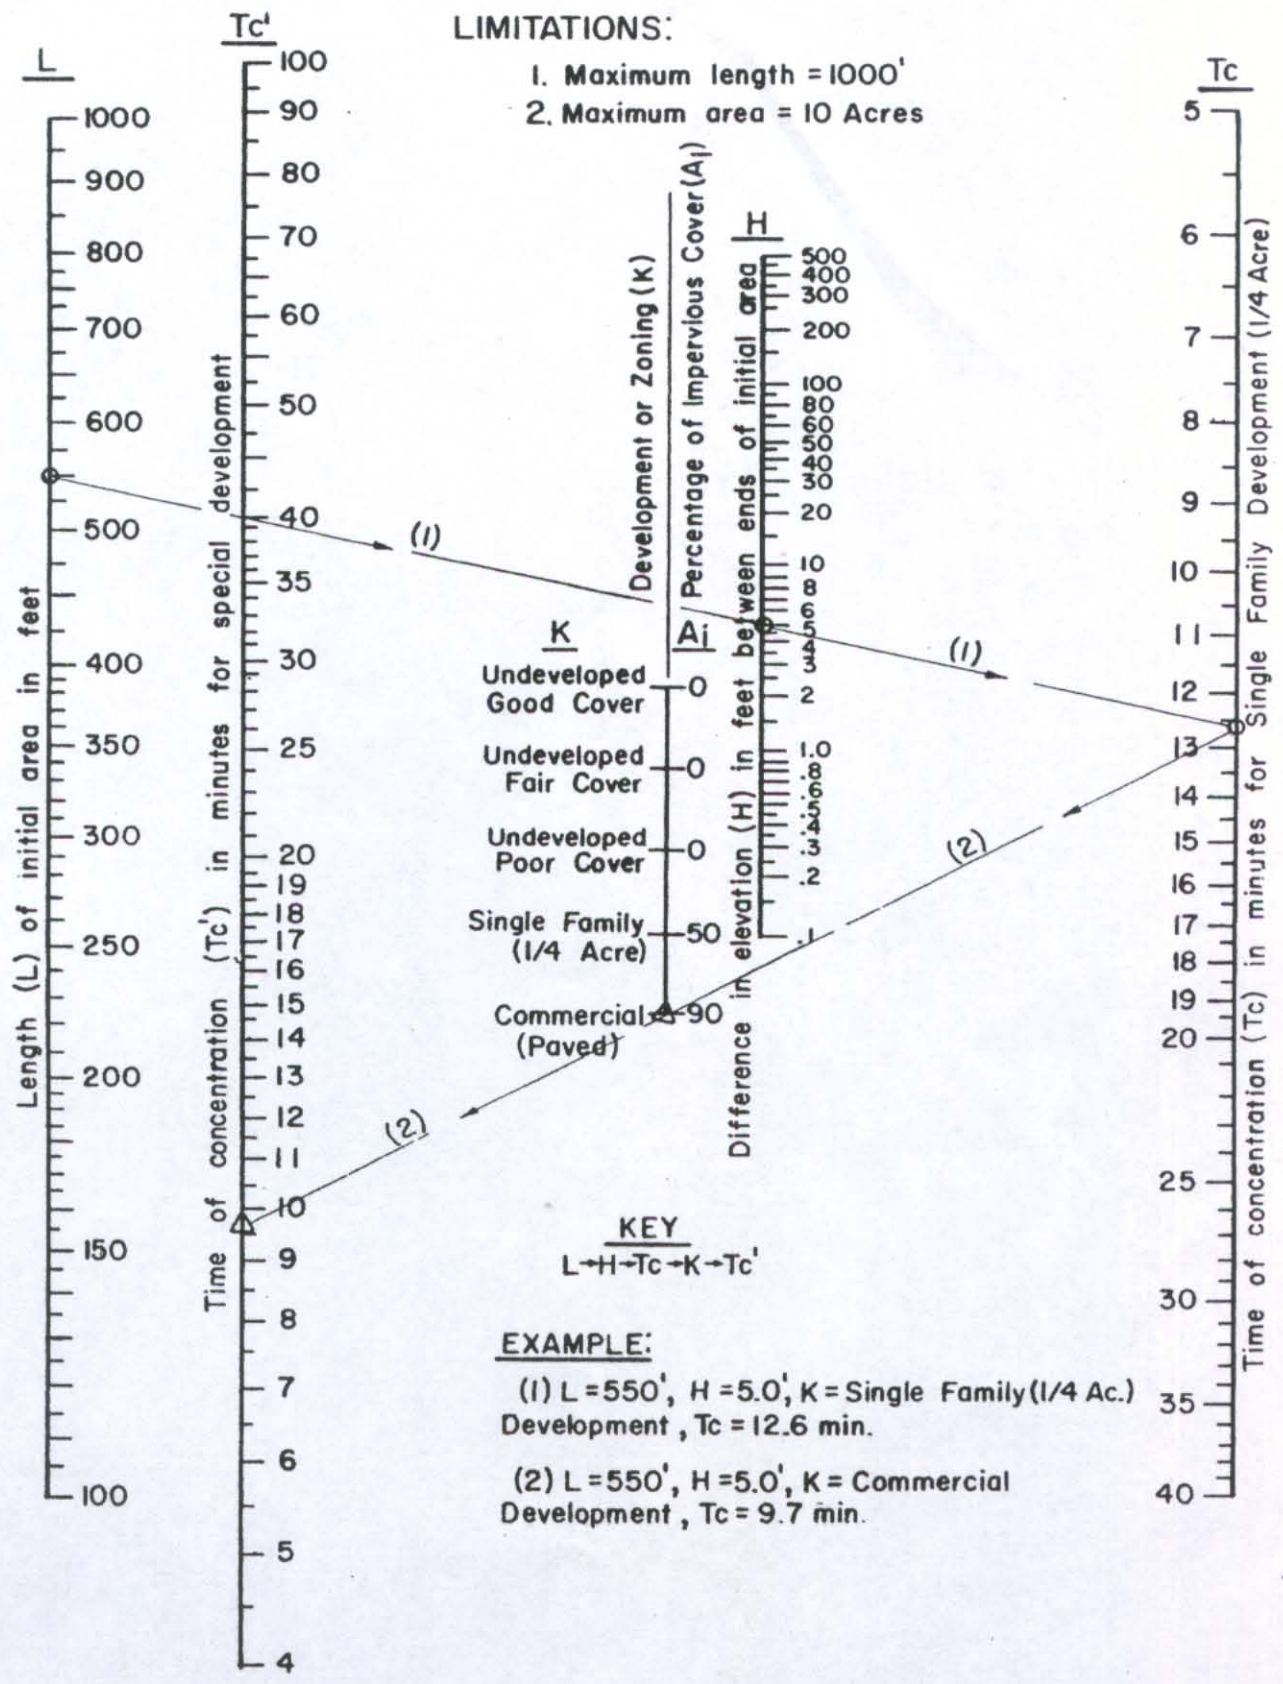 LIMITATIONS:
1. Maximum length = 1000'
2. Maximum area = 10 Acres
L
1000
900
800
700
600
500
400
350
300
250
200
150
100
Length (L) of initial area in feet
Tc'
100
90
80
70
60
50
40
35
30
25
20
19
18
17
16
15
14
13
12
11
10
9
8
7
6
5
4
Time of concentration (Tc') in minutes for special development
(1)
(2)
Development or Zoning (K)
Percentage of Impervious Cover (Ai)
K
Ai
Undeveloped
Good Cover
0
Undeveloped
Fair Cover
0
Undeveloped
Poor Cover
0
Single Family
(1/4 Acre)
50
Commercial
(Paved)
90
H
500
400
300
200
100
80
60
50
40
30
20
10
8
6
5
4
3
2
1.0
.8
.6
.5
.4
.3
.2
.1
Difference in elevation (H) in feet between ends of initial area
(1)
(2)
Tc
5
6
7
8
9
10
11
12
13
14
15
16
17
18
19
20
25
30
35
40
Time of concentration (Tc) in minutes for Single Family Development (1/4 Acre)
KEY
L→H→Tc→K→Tc'
EXAMPLE:
(1) L = 550', H = 5.0', K = Single Family (1/4 Ac.)
Development, Tc = 12.6 min.
(2) L = 550', H = 5.0', K = Commercial
Development, Tc = 9.7 min.